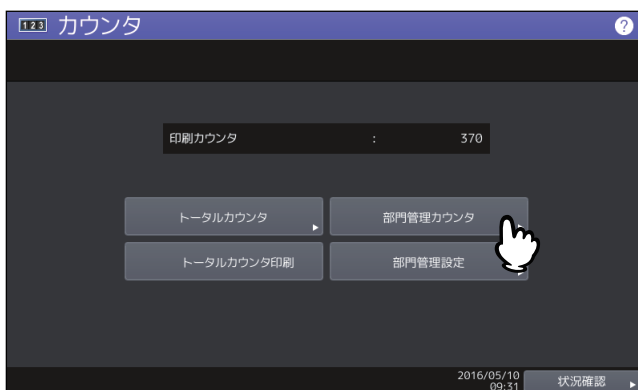 123 カウンタ ?
印刷カウンタ : 370
トータルカウンタ 部門管理カウンタ
トータルカウンタ印刷 部門管理設定
2016/05/10
09:31 状況確認